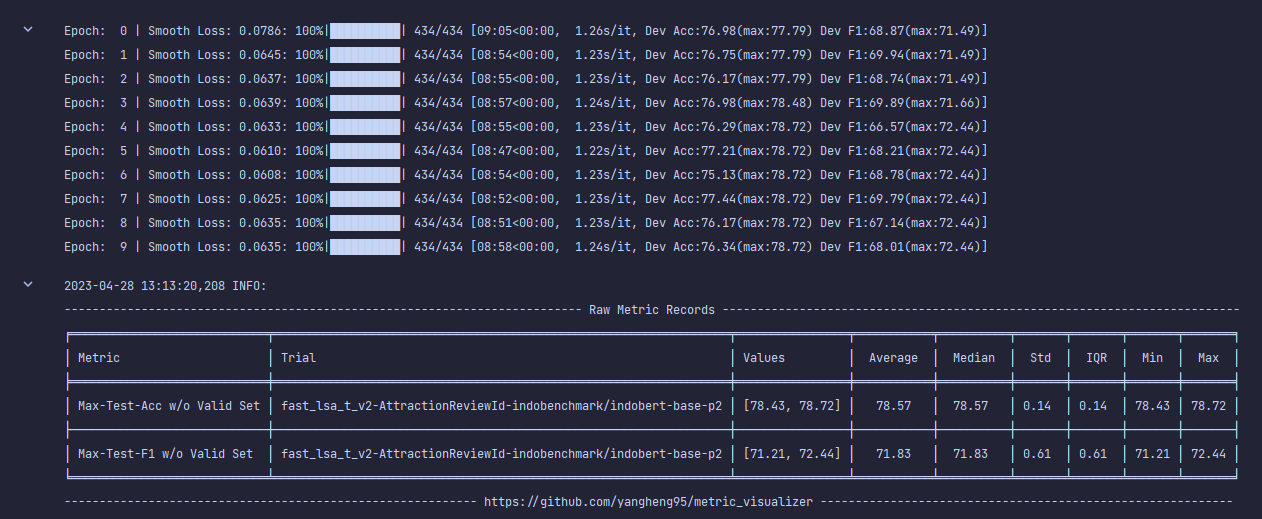 Epoch:  0 | Smooth Loss: 0.0786: 100%|██████████| 434/434 [09:05<00:00,  1.26s/it, Dev Acc:76.98(max:77.79) Dev F1:68.87(max:71.49)]
Epoch:  1 | Smooth Loss: 0.0645: 100%|██████████| 434/434 [08:54<00:00,  1.23s/it, Dev Acc:76.75(max:77.79) Dev F1:69.94(max:71.49)]
Epoch:  2 | Smooth Loss: 0.0637: 100%|██████████| 434/434 [08:55<00:00,  1.23s/it, Dev Acc:76.17(max:77.79) Dev F1:68.74(max:71.49)]
Epoch:  3 | Smooth Loss: 0.0639: 100%|██████████| 434/434 [08:57<00:00,  1.24s/it, Dev Acc:76.98(max:78.48) Dev F1:69.89(max:71.66)]
Epoch:  4 | Smooth Loss: 0.0633: 100%|██████████| 434/434 [08:55<00:00,  1.23s/it, Dev Acc:76.29(max:78.72) Dev F1:66.57(max:72.44)]
Epoch:  5 | Smooth Loss: 0.0610: 100%|██████████| 434/434 [08:47<00:00,  1.22s/it, Dev Acc:77.21(max:78.72) Dev F1:68.21(max:72.44)]
Epoch:  6 | Smooth Loss: 0.0608: 100%|██████████| 434/434 [08:54<00:00,  1.23s/it, Dev Acc:75.13(max:78.72) Dev F1:68.78(max:72.44)]
Epoch:  7 | Smooth Loss: 0.0625: 100%|██████████| 434/434 [08:52<00:00,  1.23s/it, Dev Acc:77.44(max:78.72) Dev F1:69.79(max:72.44)]
Epoch:  8 | Smooth Loss: 0.0635: 100%|██████████| 434/434 [08:51<00:00,  1.23s/it, Dev Acc:76.17(max:78.72) Dev F1:67.14(max:72.44)]
Epoch:  9 | Smooth Loss: 0.0635: 100%|██████████| 434/434 [08:58<00:00,  1.24s/it, Dev Acc:76.34(max:78.72) Dev F1:68.01(max:72.44)]
2023-04-28 13:13:20,208 INFO:
Raw Metric Records
Metric | Trial | Values | Average | Median | Std | IQR | Min | Max
Max-Test-Acc w/o Valid Set | fast_lsa_t_v2-AttractionReviewId-indobenchmark/indobert-base-p2 | [78.43, 78.72] | 78.57 | 78.57 | 0.14 | 0.14 | 78.43 | 78.72
Max-Test-F1 w/o Valid Set | fast_lsa_t_v2-AttractionReviewId-indobenchmark/indobert-base-p2 | [71.21, 72.44] | 71.83 | 71.83 | 0.61 | 0.61 | 71.21 | 72.44
https://github.com/yangheng95/metric_visualizer